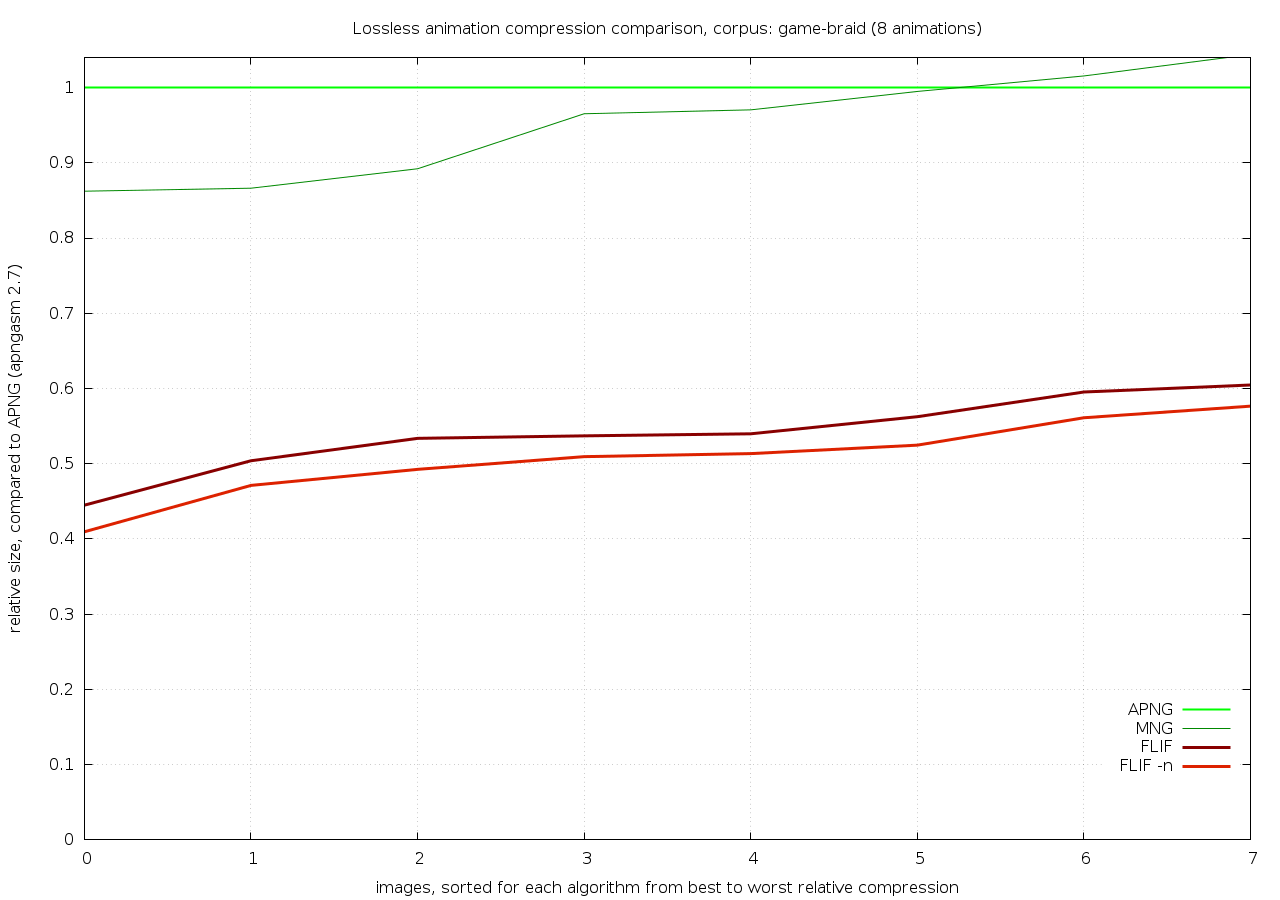 Lossless animation compression comparison, corpus: game-braid (8 animations)
1
0.9
0.8
0.7
0.6
0.5
0.4
0.3
0.2
0.1
0
relative size, compared to APNG (apngasm 2.7)
APNG
MNG
FLIF
FLIF -n
0 1 2 3 4 5 6 7
images, sorted for each algorithm from best to worst relative compression